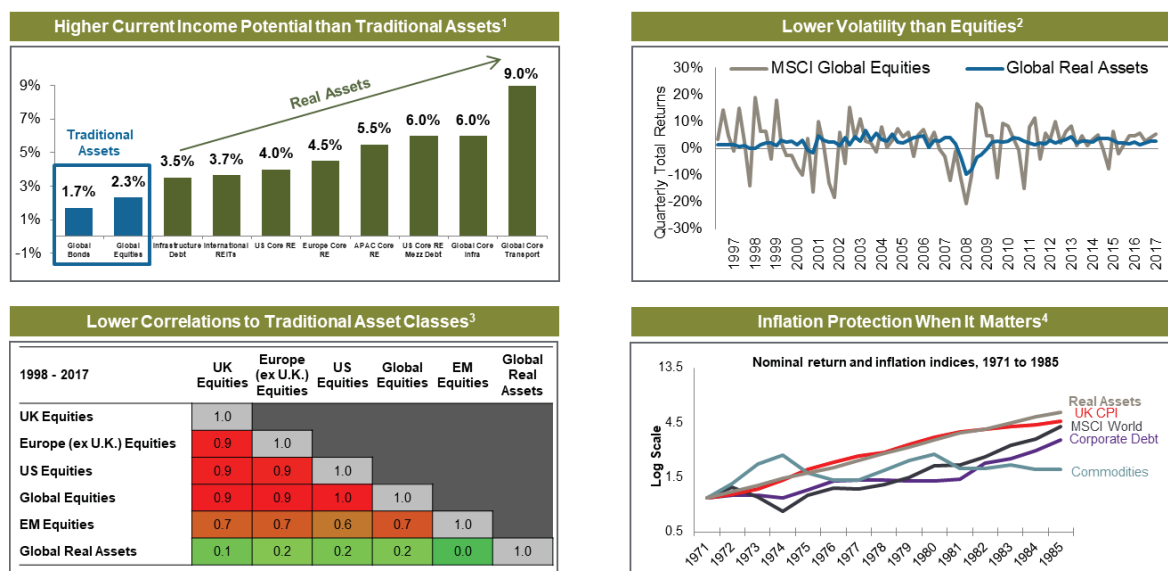 Higher Current Income Potential than Traditional Assets¹
9%
7%
5%
3%
1%
-1%
Traditional
Assets
Real Assets
1.7%
2.3%
3.5%
3.7%
4.0%
4.5%
5.5%
6.0%
6.0%
9.0%
Global
Bonds
Global
Equities
Infrastructure
Debt
International
REITs
US Core RE
Europe Core
RE
APAC Core
RE
US Core RE
Mezz Debt
Global Core
Infra
Global Core
Transport
Lower Volatility than Equities²
Quarterly Total Returns
30%
20%
10%
0%
-10%
-20%
-30%
MSCI Global Equities
Global Real Assets
1997
1998
1999
2000
2001
2002
2003
2004
2005
2006
2007
2008
2009
2010
2011
2012
2013
2014
2015
2016
2017
Lower Correlations to Traditional Asset Classes³
1998 - 2017
UK
Equities
Europe
(ex U.K.)
Equities
US
Equities
Global
Equities
EM
Equities
Global
Real
Assets
UK Equities 1.0
Europe (ex U.K.) Equities 0.9 1.0
US Equities 0.9 0.9 1.0
Global Equities 0.9 0.9 1.0 1.0
EM Equities 0.7 0.7 0.6 0.7 1.0
Global Real Assets 0.1 0.2 0.2 0.2 0.0 1.0
Inflation Protection When It Matters⁴
Nominal return and inflation indices, 1971 to 1985
Log Scale
13.5
4.5
1.5
0.5
Real Assets
UK CPI
MSCI World
Corporate Debt
Commodities
1971
1972
1973
1974
1975
1976
1977
1978
1979
1980
1981
1982
1983
1984
1985